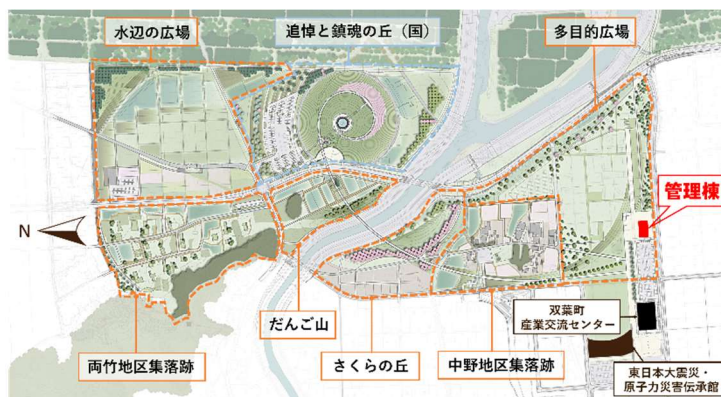 水辺の広場
追悼と鎮魂の丘（国）
多目的広場
管理棟
N
だんご山
双葉町
産業交流センター
両竹地区集落跡
さくらの丘
中野地区集落跡
東日本大震災・
原子力災害伝承館